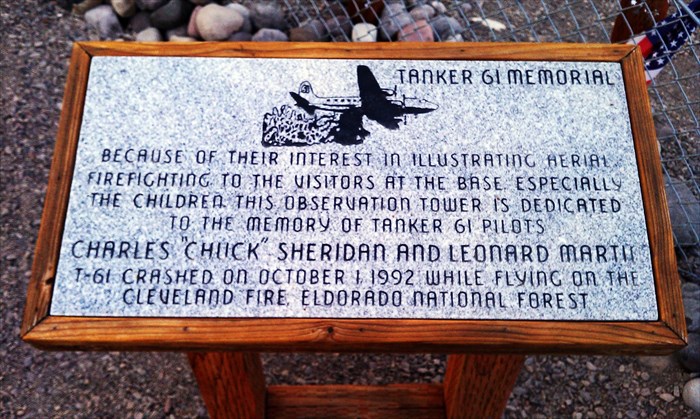 TANKER 61 MEMORIAL
BECAUSE OF THEIR INTEREST IN ILLUSTRATING AERIAL
FIREFIGHTING TO THE VISITORS AT THE BASE, ESPECIALLY
THE CHILDREN, THIS OBSERVATION TOWER IS DEDICATED
TO THE MEMORY OF TANKER 61 PILOTS
CHARLES "CHUCK" SHERIDAN AND LEONARD MARTIN
T-61 CRASHED ON OCTOBER 1, 1992 WHILE FLYING ON THE
CLEVELAND FIRE, ELDORADO NATIONAL FOREST